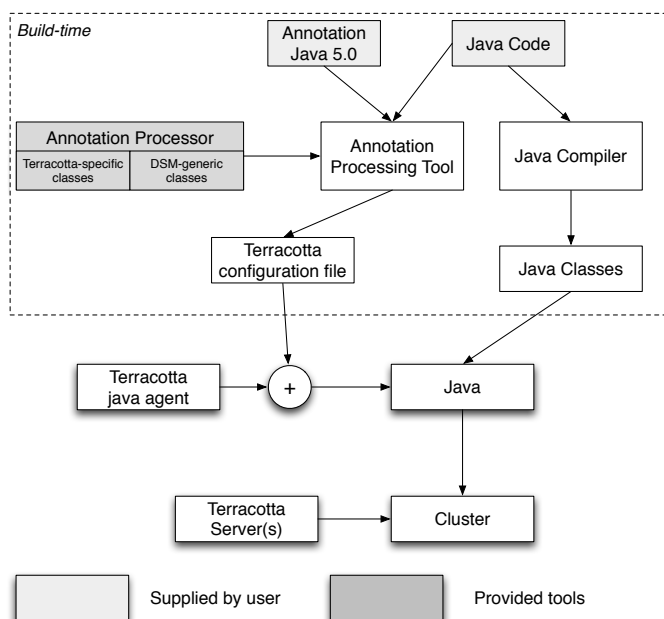 Build-time
Annotation
Java 5.0
Java Code
Annotation Processor
Terracotta-specific
classes
DSM-generic
classes
Annotation
Processing Tool
Java Compiler
Terracotta
configuration file
Java Classes
Terracotta
java agent
+
Java
Terracotta
Server(s)
Cluster
Supplied by user
Provided tools